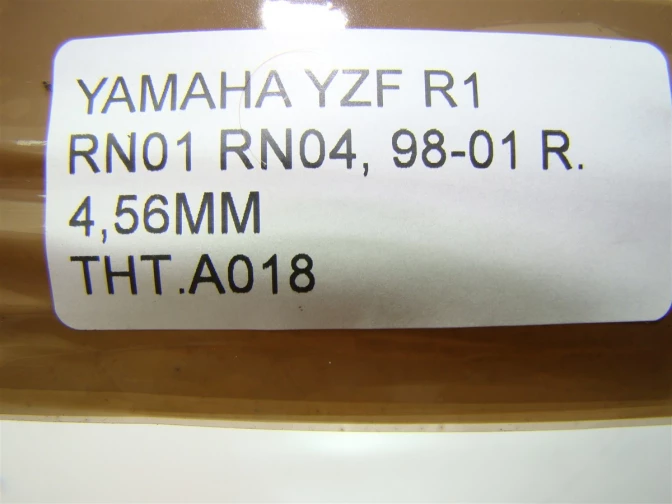 YAMAHA YZF R1
RN01 RN04, 98-01 R.
4,56MM
THT.A018